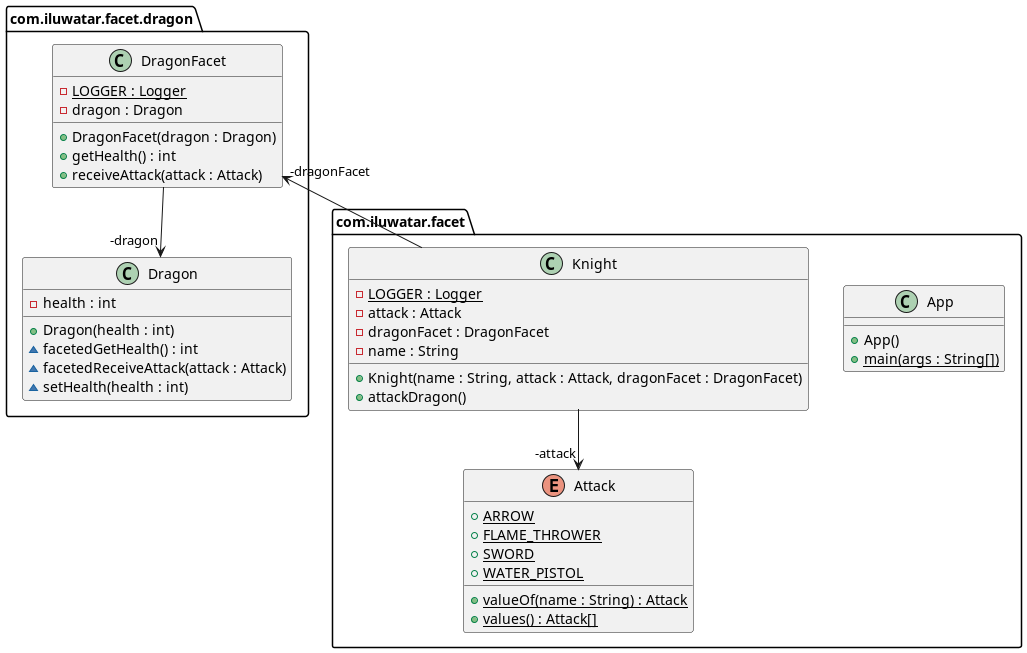 com.iluwatar.facet.dragon
C DragonFacet
LOGGER : Logger
dragon : Dragon
DragonFacet(dragon : Dragon)
getHealth() : int
receiveAttack(attack : Attack)
-dragonFacet
-dragon
C Dragon
health : int
Dragon(health : int)
facetedGetHealth() : int
facetedReceiveAttack(attack : Attack)
setHealth(health : int)
com.iluwatar.facet
C Knight
LOGGER : Logger
attack : Attack
dragonFacet : DragonFacet
name : String
Knight(name : String, attack : Attack, dragonFacet : DragonFacet)
attackDragon()
C App
App()
main(args : String[])
-attack
E Attack
ARROW
FLAME_THROWER
SWORD
WATER_PISTOL
valueOf(name : String) : Attack
values() : Attack[]